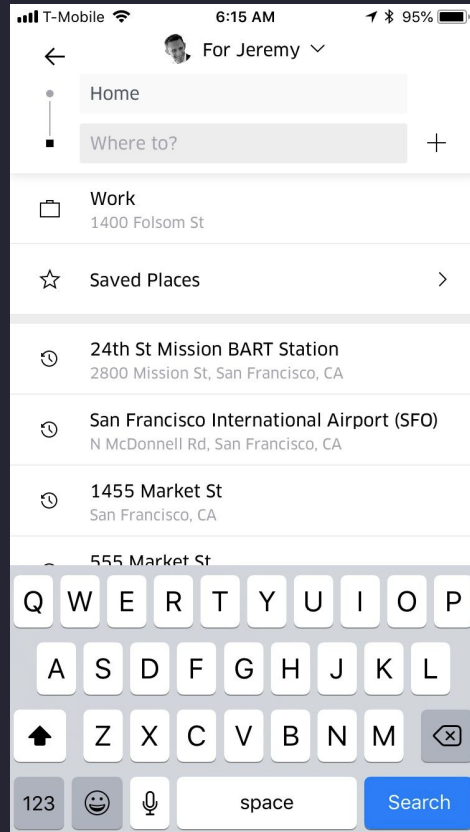 T-Mobile 6:15 AM 95%
For Jeremy
Home
Where to?
Work
1400 Folsom St
Saved Places
24th St Mission BART Station
2800 Mission St, San Francisco, CA
San Francisco International Airport (SFO)
N McDonnell Rd, San Francisco, CA
1455 Market St
San Francisco, CA
555 Market St
Q W E R T Y U I O P
A S D F G H J K L
Z X C V B N M
123 space Search